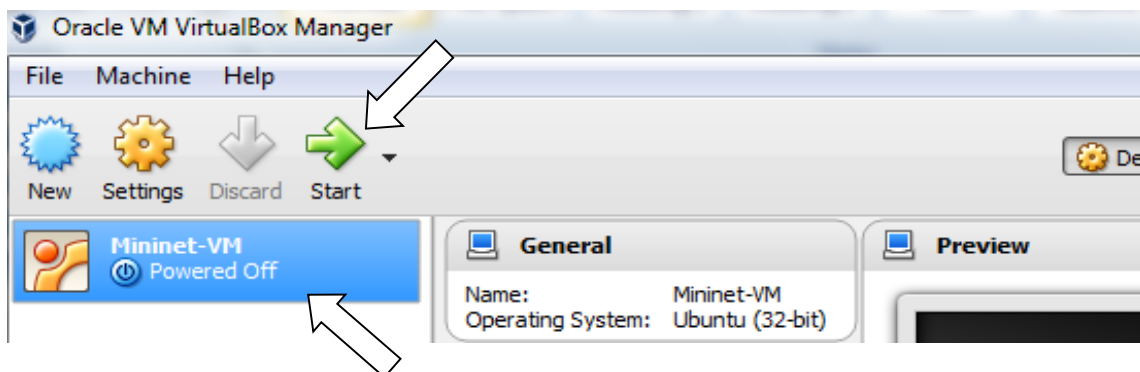 Oracle VM VirtualBox Manager
File Machine Help
New Settings Discard Start
De
Mininet-VM
Powered Off
General
Name: Mininet-VM
Operating System: Ubuntu (32-bit)
Preview